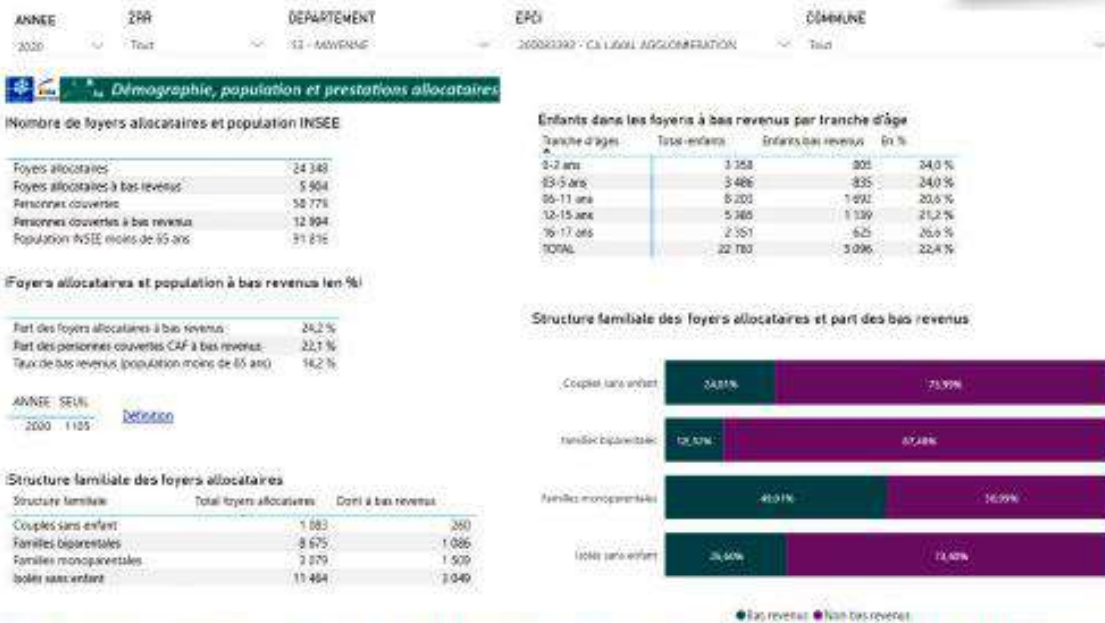 ANNEE ZRR DEPARTEMENT EPCI COMMUNE
2020 Tout 53 - MAYENNE 200083392 - CA LAVAL AGGLOMERATION Tout
Démographie, population et prestations allocataires
Nombre de foyers allocataires et population INSEE
Foyers allocataires 24 348
Foyers allocataires à bas revenus 5 904
Personnes couvertes 58 779
Personnes couvertes à bas revenus 12 994
Population INSEE moins de 65 ans 91 816
Foyers allocataires et population à bas revenu (en %)
Part des foyers allocataires à bas revenus 24,2 %
Part des personnes couvertes CAF à bas revenus 22,1 %
Taux de bas revenus (population moins de 65 ans) 14,2 %
ANNEE SEUIL
2020 1105 Définition
Structure familiale des foyers allocataires
Structure familiale Total foyers allocataires Dont à bas revenus
Couples sans enfant 1 083 260
Familles biparentales 8 675 1 086
Familles monoparentales 3 079 1 509
Isolés sans enfant 11 464 3 049
Enfants dans les foyers à bas revenus par tranche d'âge
Tranche d'âges Total enfants Enfants bas revenus En %
0-2 ans 3 358 805 24,0 %
03-5 ans 3 486 835 24,0 %
06-11 ans 8 203 1 692 20,6 %
12-15 ans 5 385 1 139 21,2 %
16-17 ans 2 351 625 26,6 %
TOTAL 22 783 5 096 22,4 %
Structure familiale des foyers allocataires et part des bas revenus
Couples sans enfant 24,01% 75,99%
Familles biparentales 12,52% 87,48%
Familles monoparentales 49,01% 50,99%
Isolés sans enfant 26,60% 73,40%
Bas revenus Non bas revenus